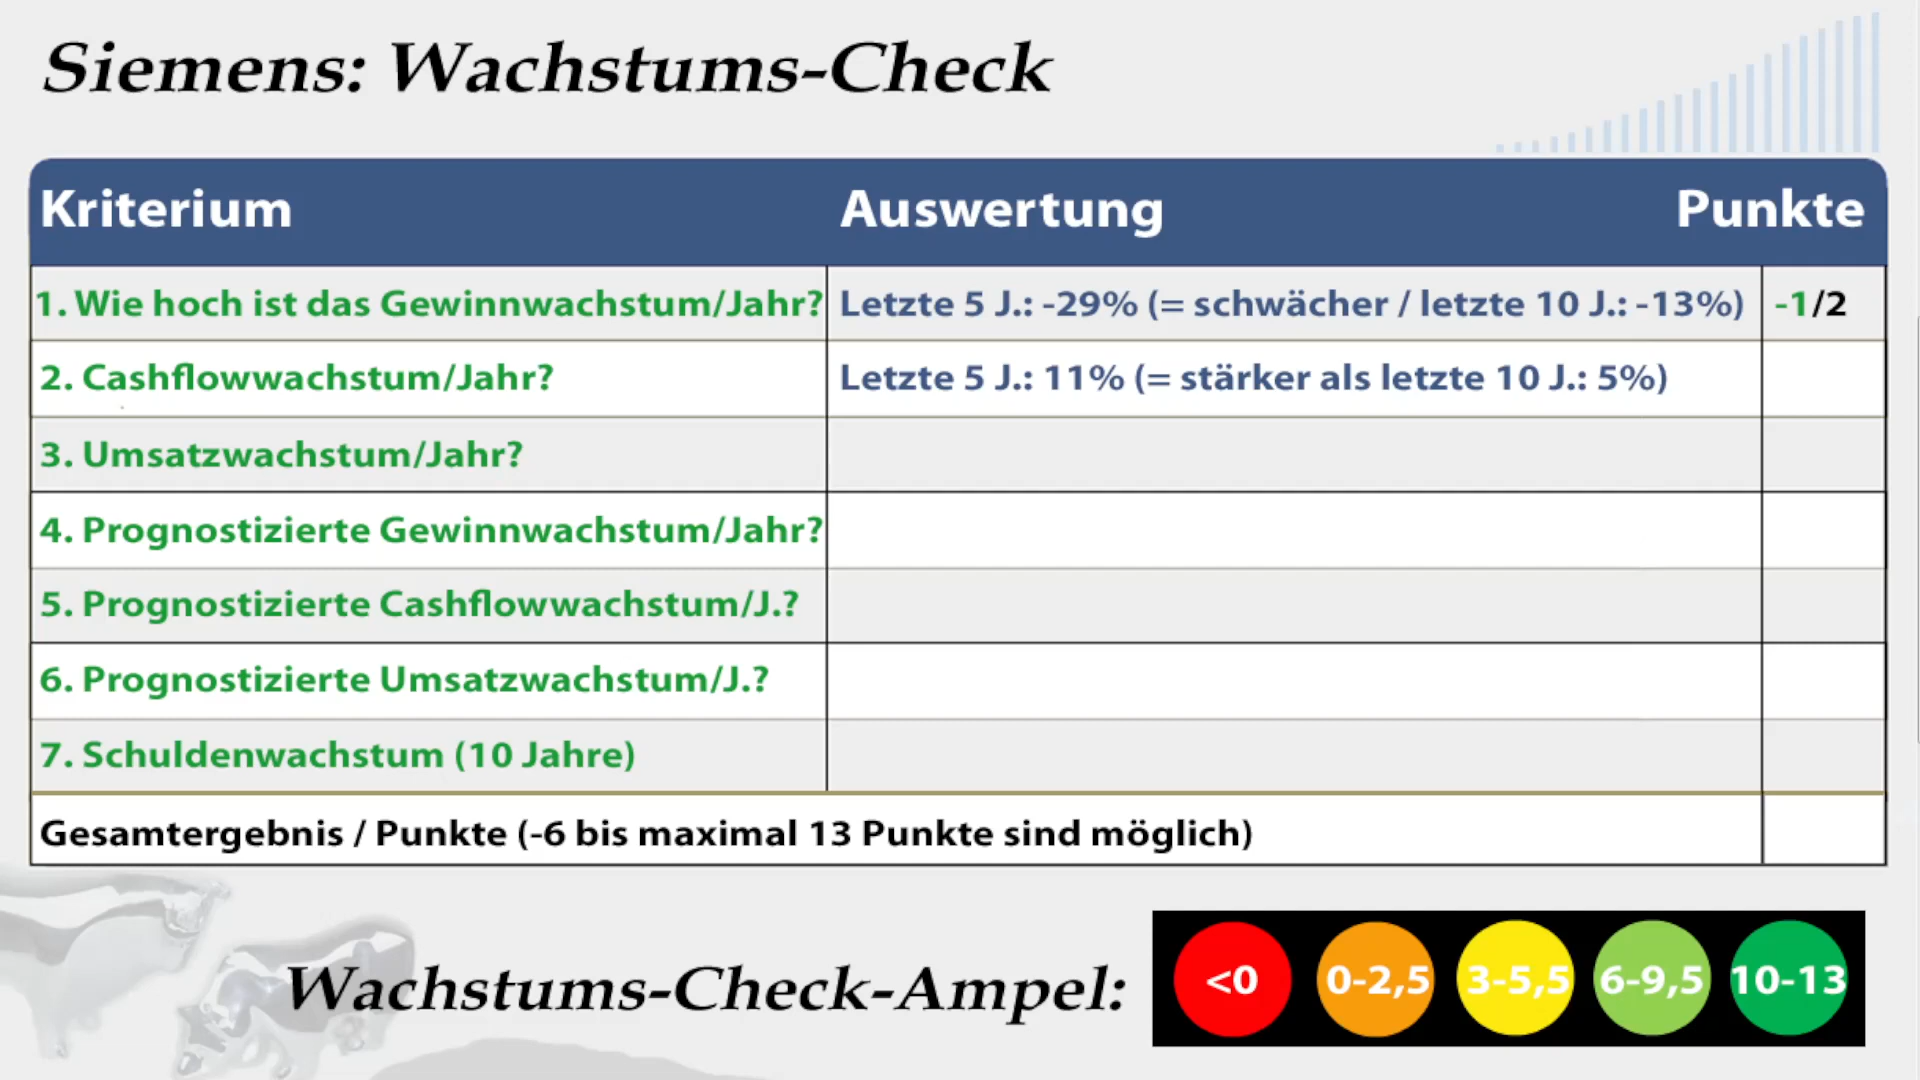 Siemens: Wachstums-Check
Kriterium Auswertung Punkte
1. Wie hoch ist das Gewinnwachstum/Jahr? Letzte 5 J.: -29% (= schwächer / letzte 10 J.: -13%) -1/2
2. Cashflowwachstum/Jahr? Letzte 5 J.: 11% (= stärker als letzte 10 J.: 5%)
3. Umsatzwachstum/Jahr?
4. Prognostizierte Gewinnwachstum/Jahr?
5. Prognostizierte Cashflowwachstum/J.?
6. Prognostizierte Umsatzwachstum/J.?
7. Schuldenwachstum (10 Jahre)
Gesamtergebnis / Punkte (-6 bis maximal 13 Punkte sind möglich)
Wachstums-Check-Ampel: <0 0-2,5 3-5,5 6-9,5 10-13